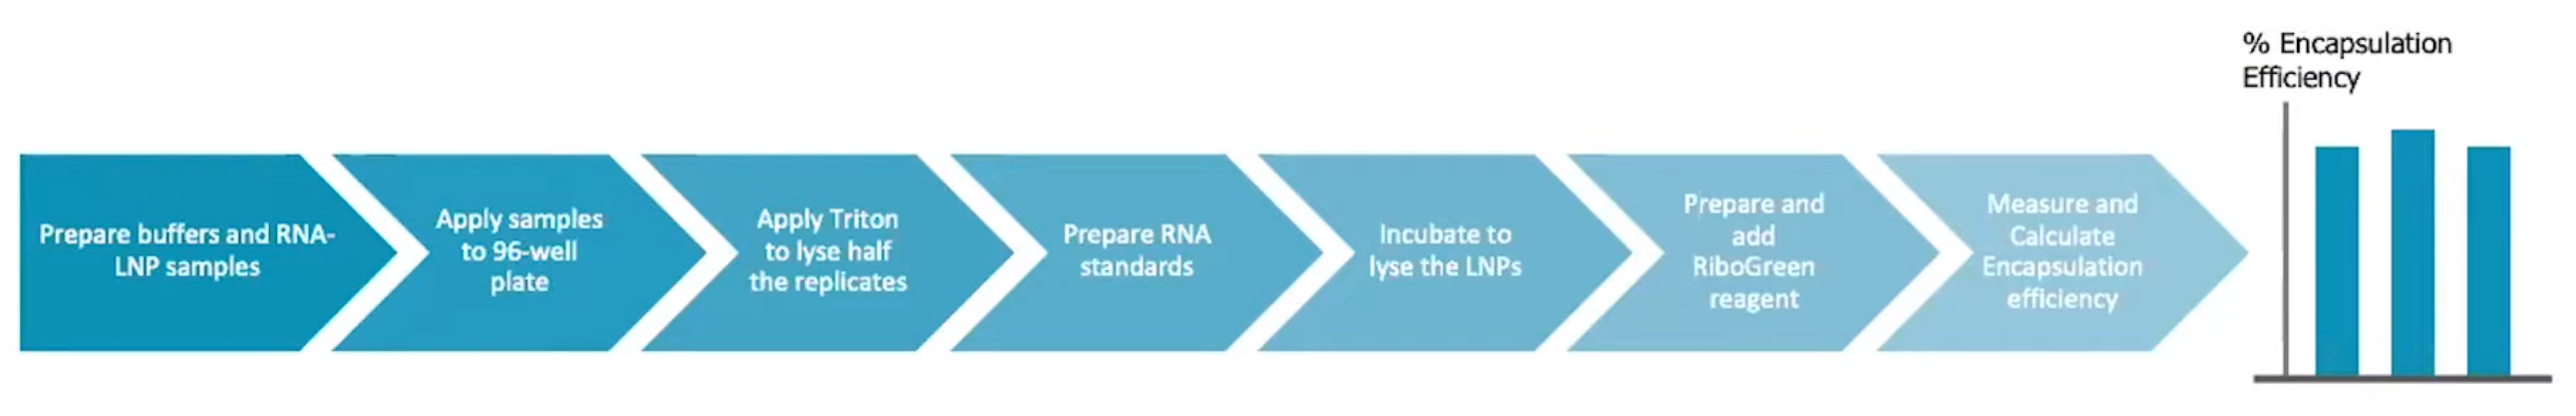 Prepare buffers and RNA-
LNP samples
Apply samples
to 96-well
plate
Apply Triton
to lyse half
the replicates
Prepare RNA
standards
Incubate to
lyse the LNPs
Prepare and
add
RiboGreen
reagent
Measure and
Calculate
Encapsulation
efficiency
% Encapsulation
Efficiency